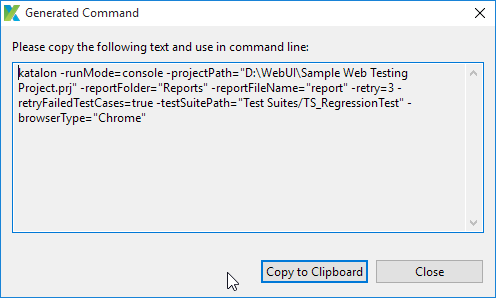 Generated Command
Please copy the following text and use in command line:
katalon -runMode=console -projectPath="D:\WebUI\Sample Web Testing
Project.prj" -reportFolder="Reports" -reportFileName="report" -retry=3 -
retryFailedTestCases=true -testSuitePath="Test Suites/TS_RegressionTest" -
browserType="Chrome"
Copy to Clipboard
Close